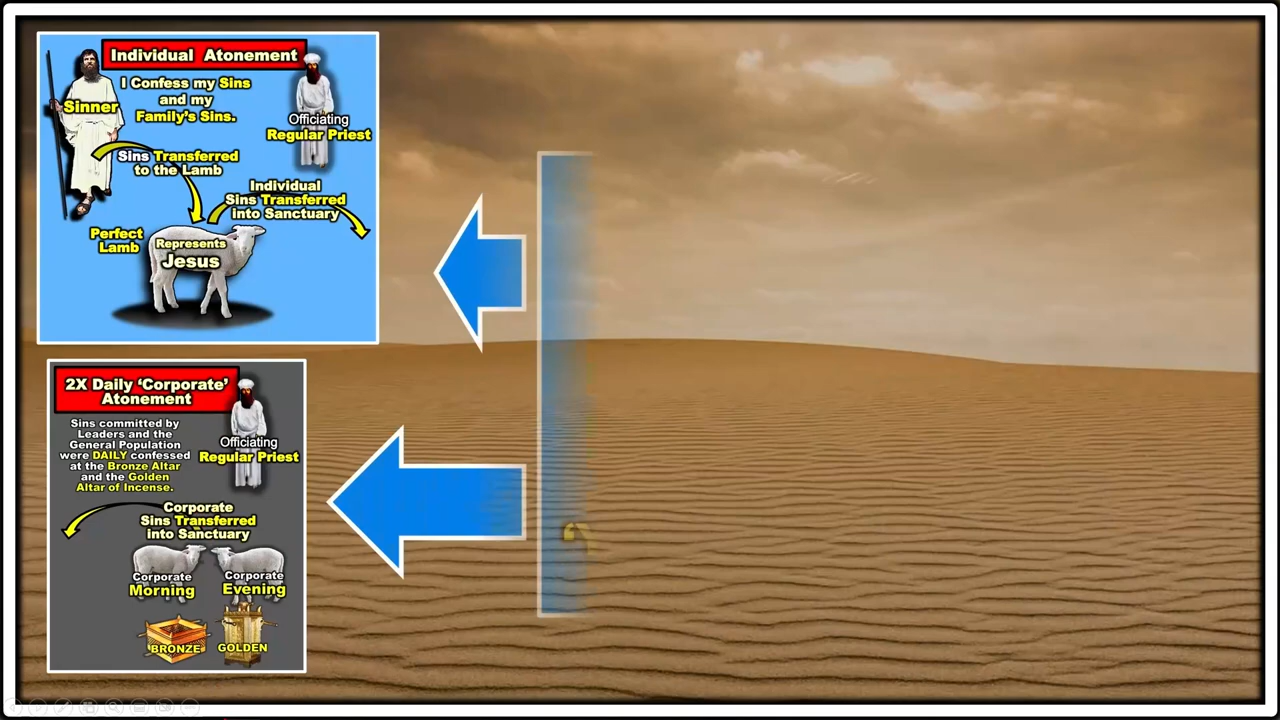 Individual Atonement
I Confess my Sins
and my
Family's Sins.
Sinner
Officiating
Regular Priest
Sins Transferred
to the Lamb
Individual
Sins Transferred
into Sanctuary
Perfect
Lamb
Represents
Jesus
2X Daily 'Corporate'
Atonement
Sins committed by
Leaders and the
General Population
were DAILY confessed
at the Bronze Altar
and the Golden
Altar of Incense.
Officiating
Regular Priest
Corporate
Sins Transferred
into Sanctuary
Corporate
Morning
Corporate
Evening
BRONZE
GOLDEN